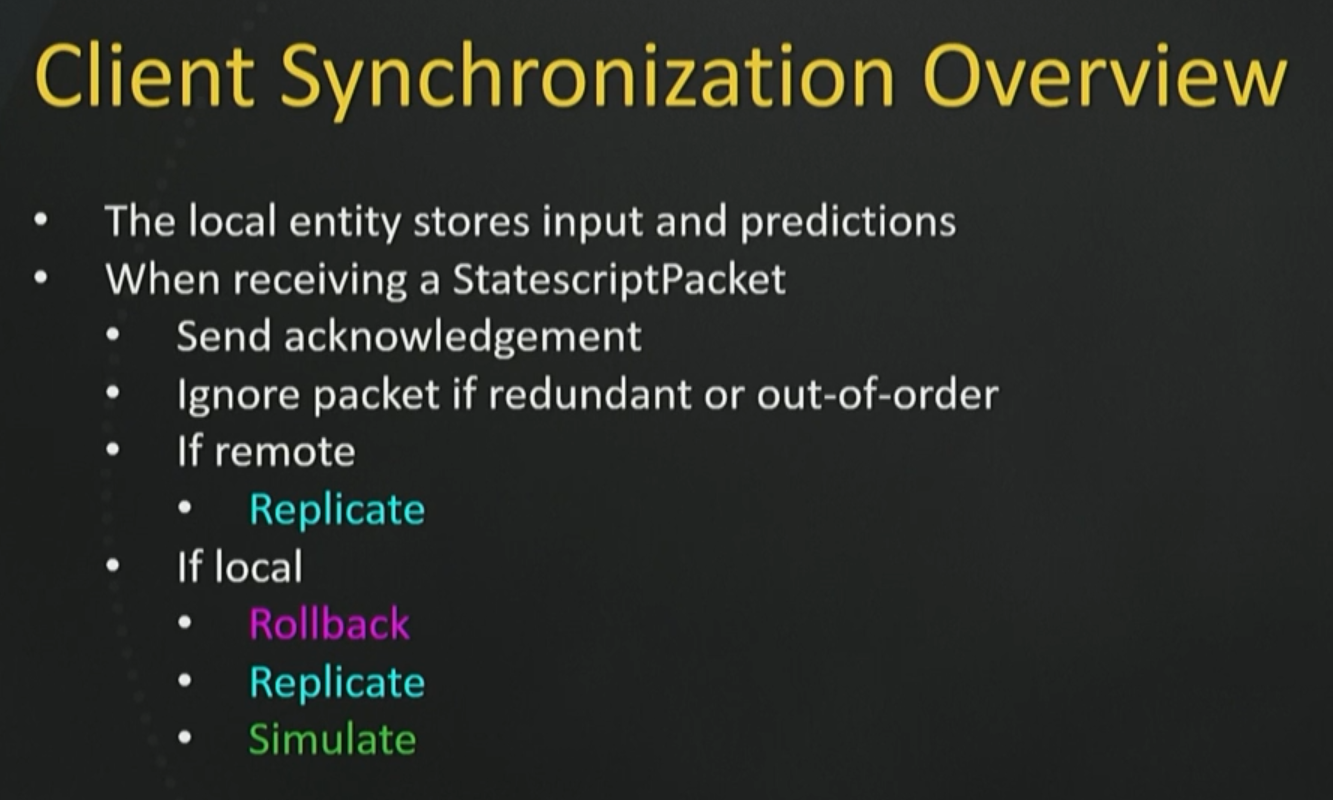 Client Synchronization Overview
• The local entity stores input and predictions
• When receiving a StatescriptPacket
• Send acknowledgement
• Ignore packet if redundant or out-of-order
• If remote
• Replicate
• If local
• Rollback
• Replicate
• Simulate